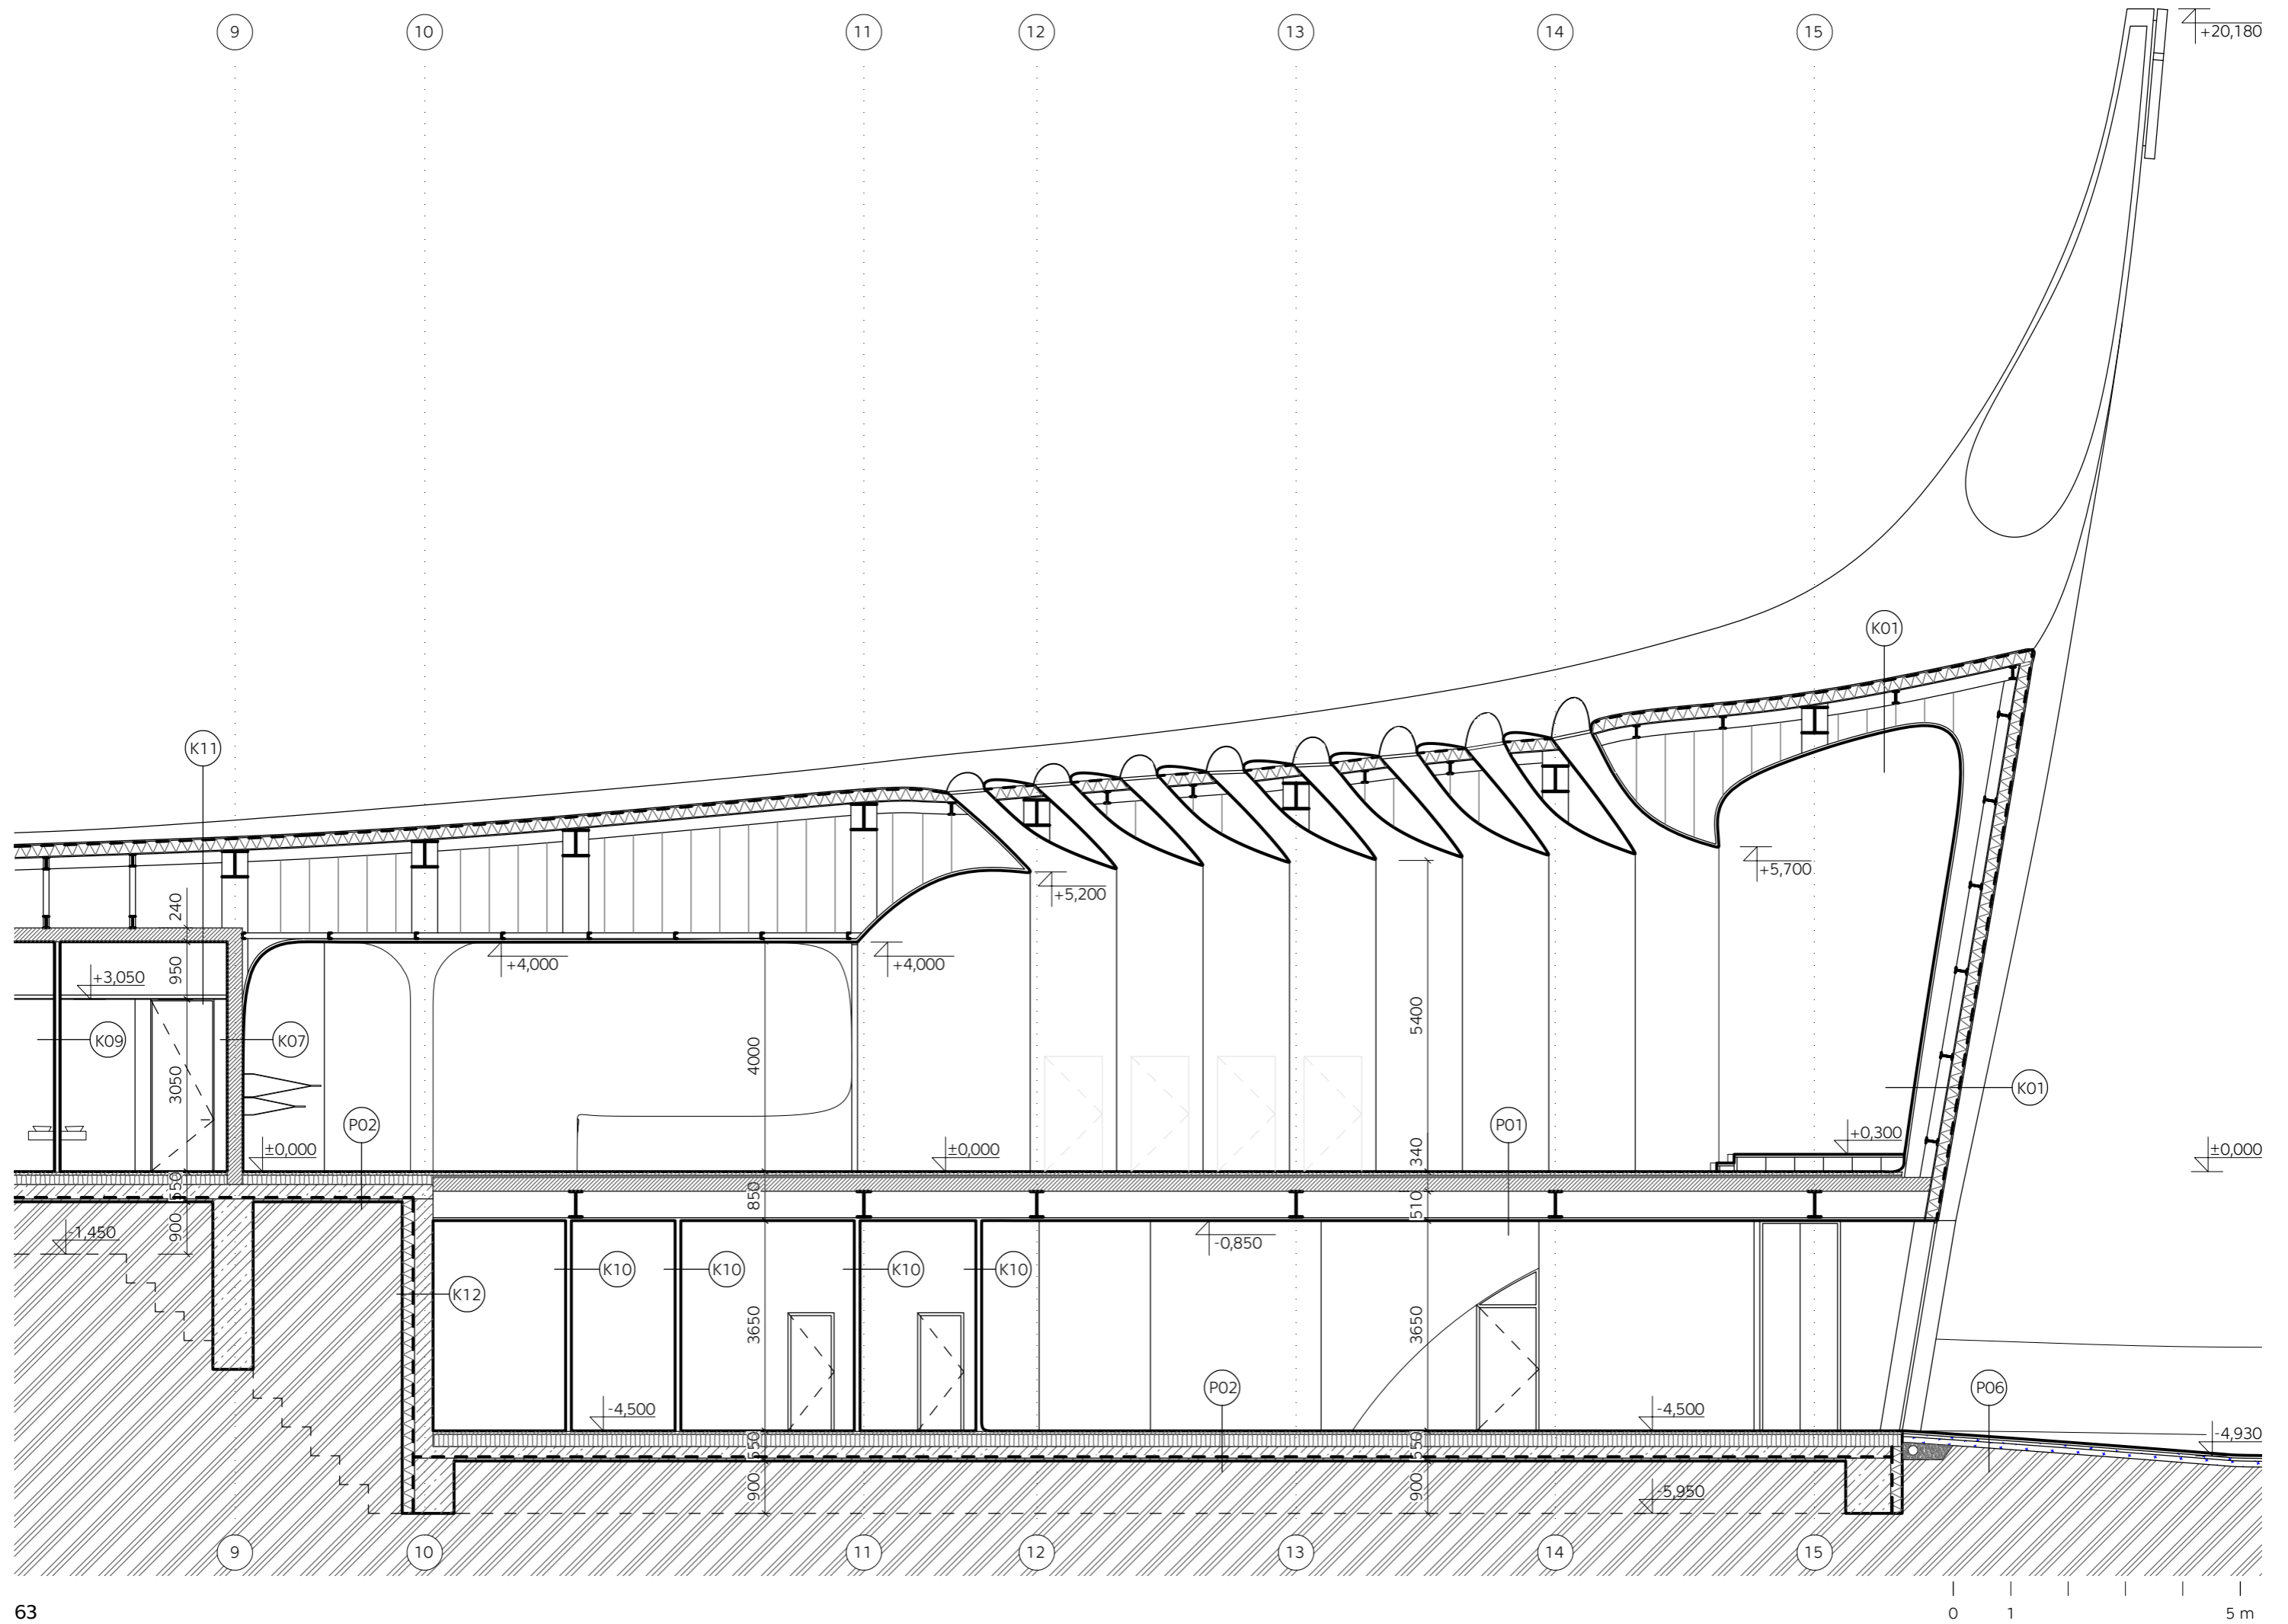 9 10 11 12 13 14 15
+20,180
K01
K11
+5,700
+5,200
240
+4,000 +4,000
950
+3,050
5400
K09 K07
4000
3050
K01
P02 P01
+0,300
340
±0,000 ±0,000 ±0,000
550
850
510
900
-1,450
-0,850
K10 K10 K10 K10
K12
3650 3650
P02 P06
-4,500 -4,500
-4,930
550 550
900 900
-5,950
9 10 11 12 13 14 15
63
0 1 5 m